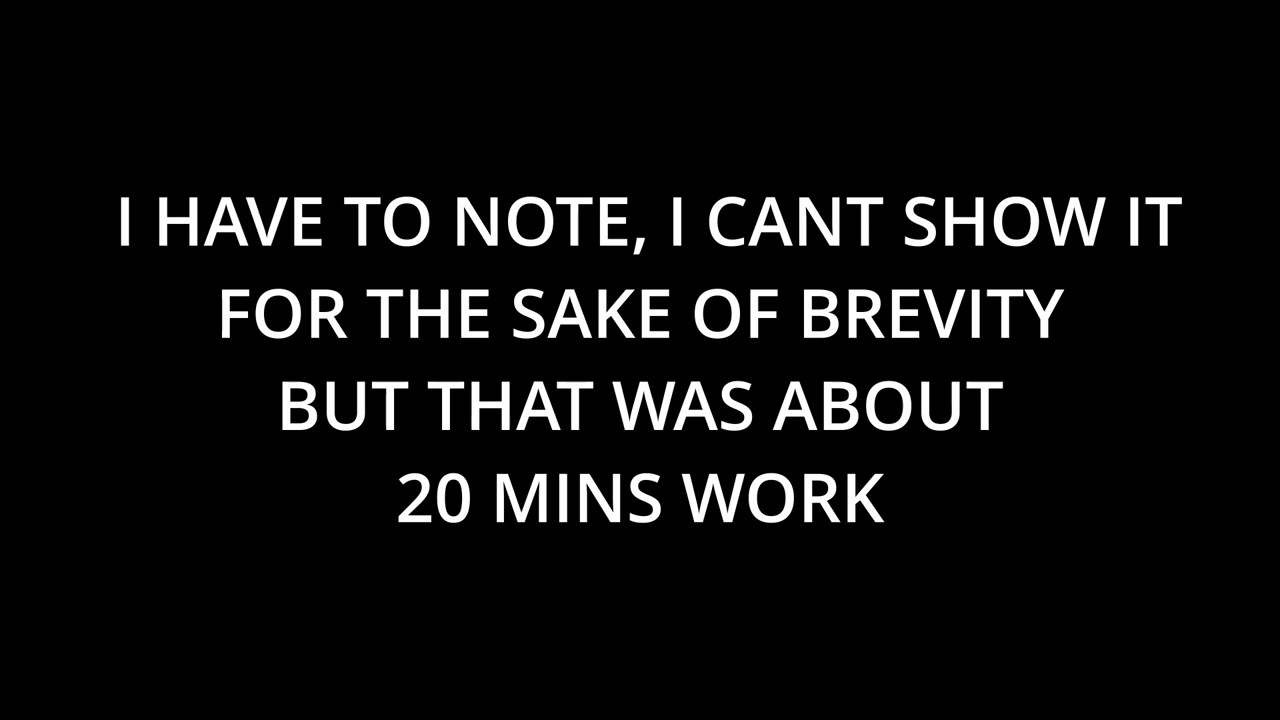 I HAVE TO NOTE, I CANT SHOW IT
FOR THE SAKE OF BREVITY
BUT THAT WAS ABOUT
20 MINS WORK